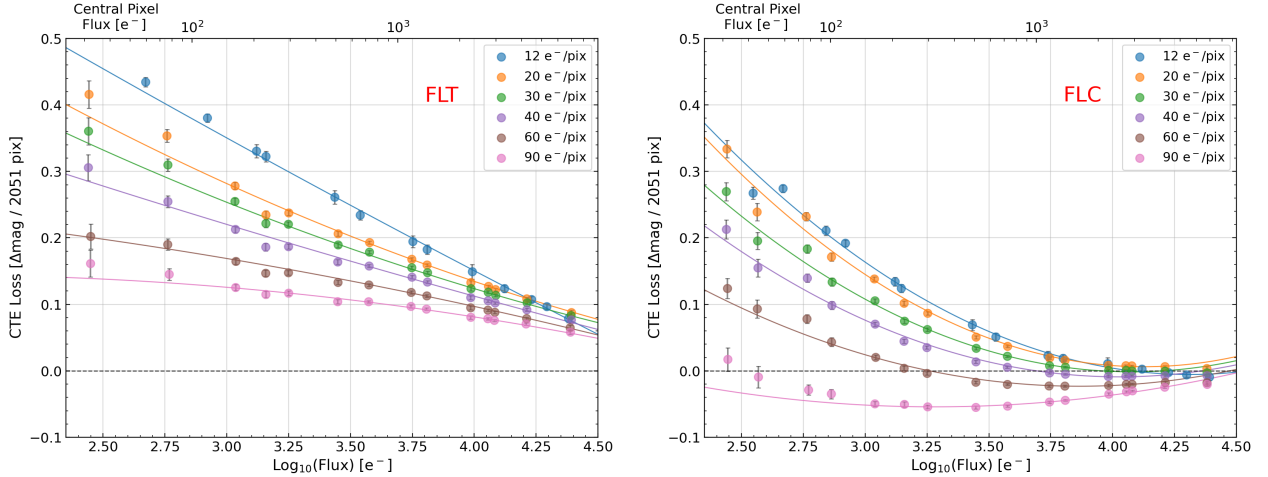 Central Pixel
Flux [e⁻]
10²
10³
0.5
0.4
0.3
0.2
0.1
0.0
−0.1
CTE Loss [Δmag / 2051 pix]
2.50
2.75
3.00
3.25
3.50
3.75
4.00
4.25
4.50
Log₁₀(Flux) [e⁻]
FLT
12 e⁻/pix
20 e⁻/pix
30 e⁻/pix
40 e⁻/pix
60 e⁻/pix
90 e⁻/pix
Central Pixel
Flux [e⁻]
10²
10³
0.5
0.4
0.3
0.2
0.1
0.0
−0.1
CTE Loss [Δmag / 2051 pix]
2.50
2.75
3.00
3.25
3.50
3.75
4.00
4.25
4.50
Log₁₀(Flux) [e⁻]
FLC
12 e⁻/pix
20 e⁻/pix
30 e⁻/pix
40 e⁻/pix
60 e⁻/pix
90 e⁻/pix